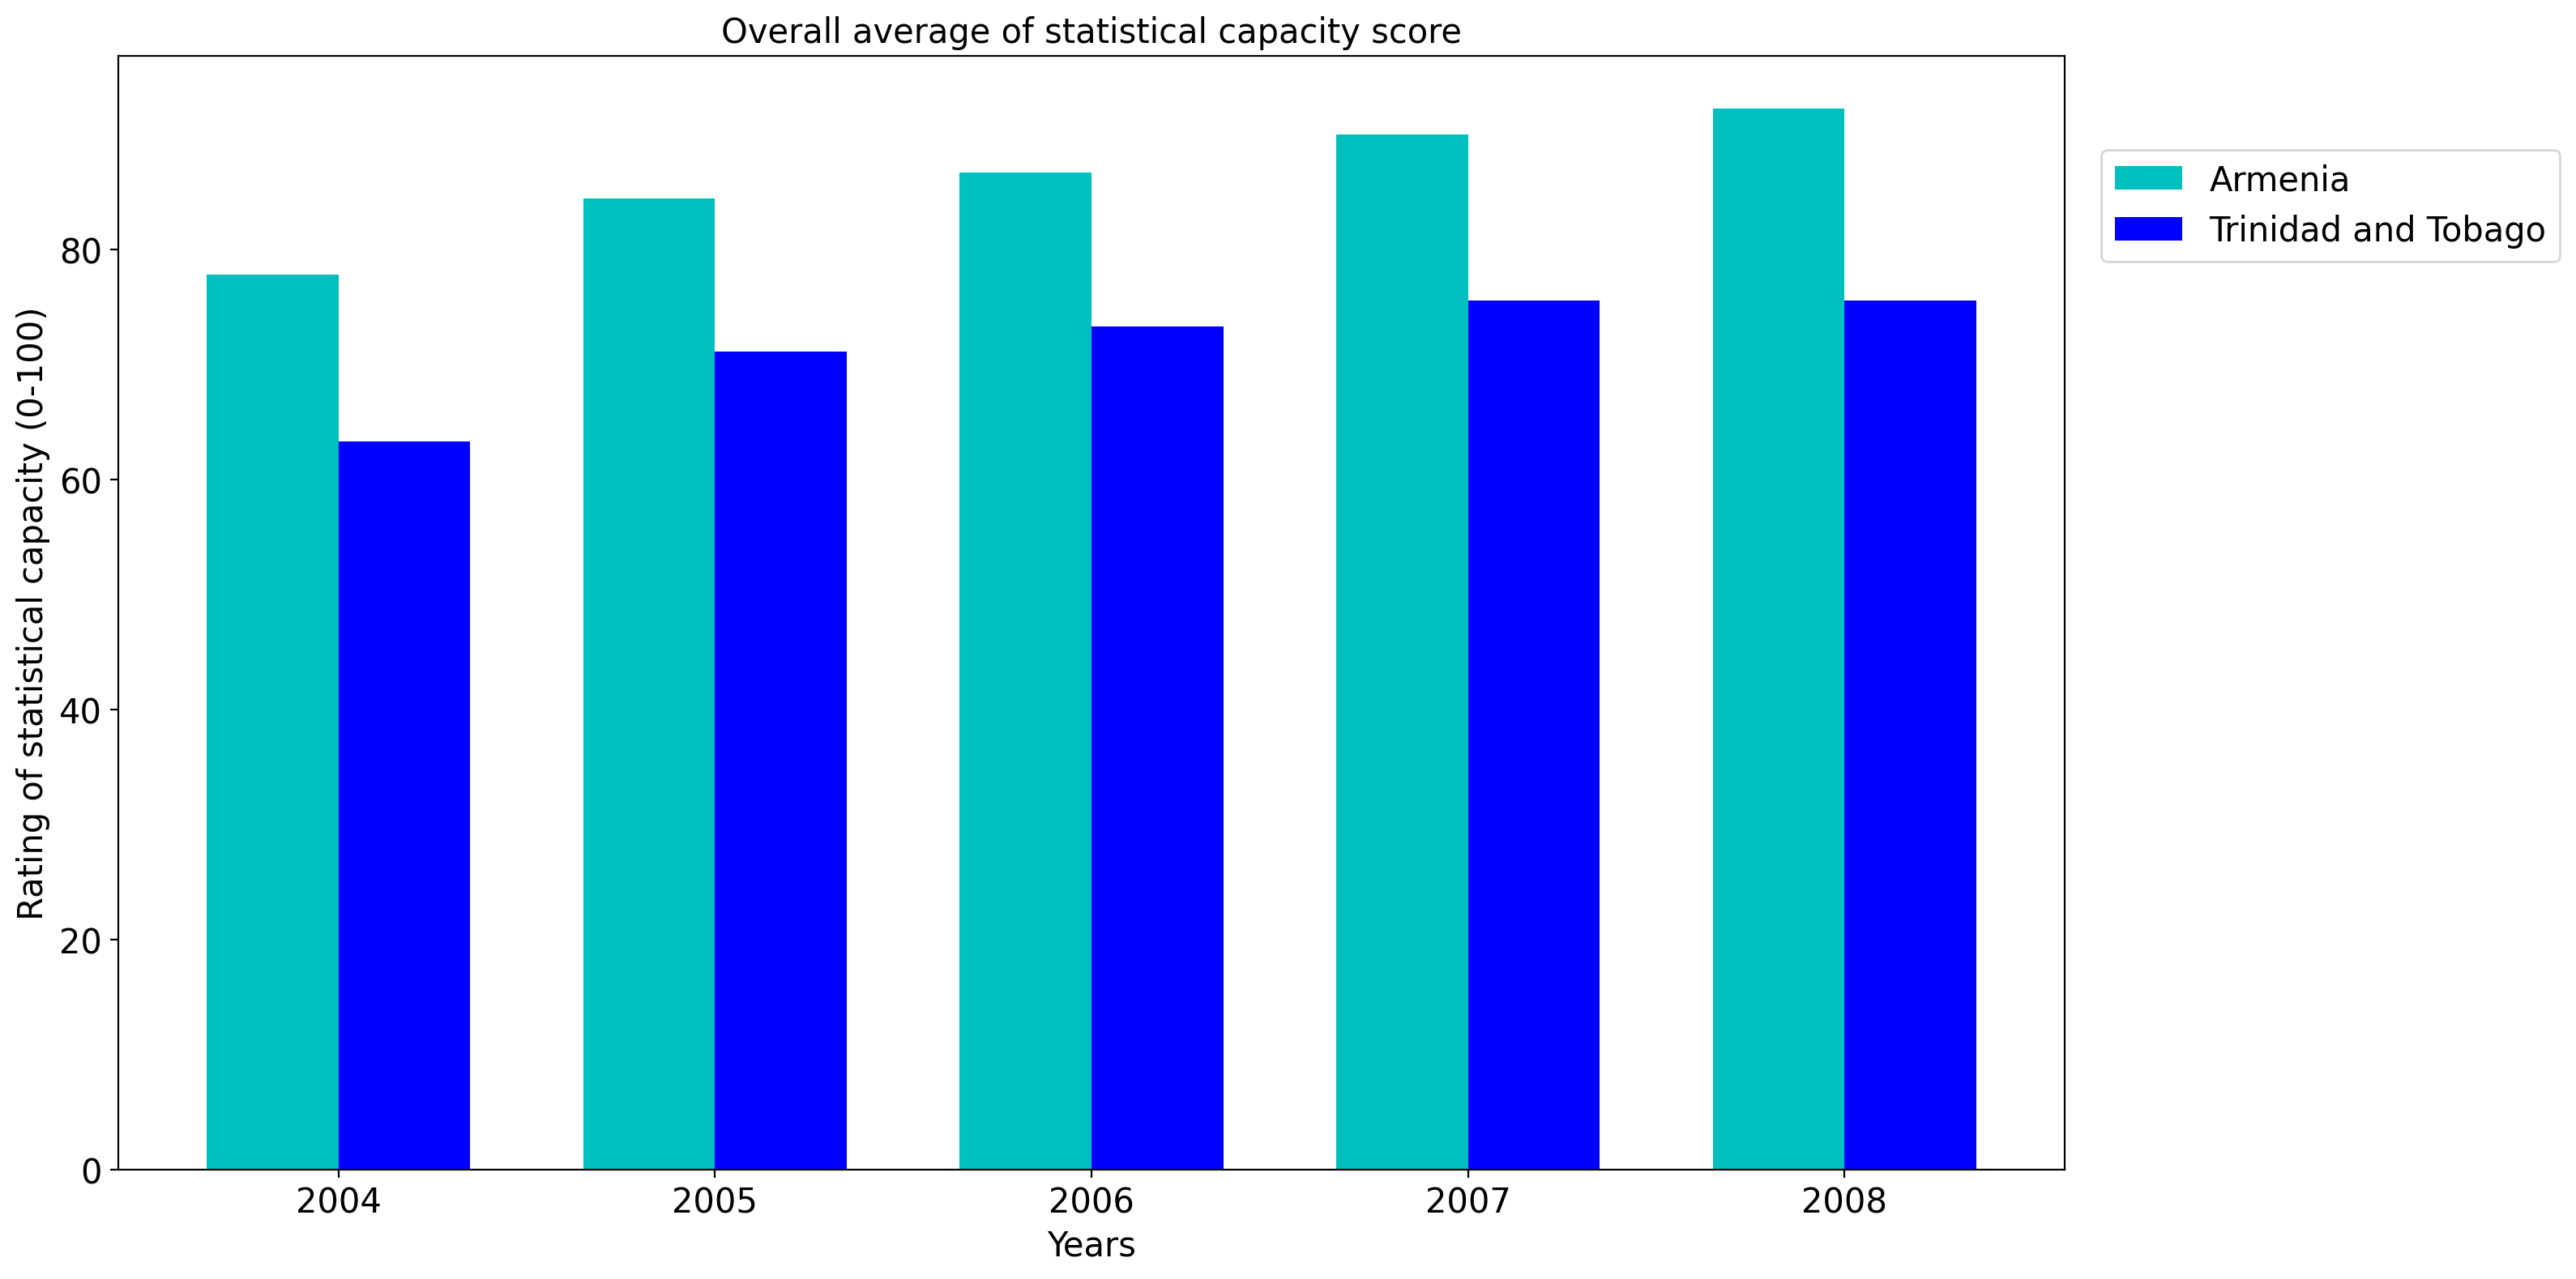 Overall average of statistical capacity score
Rating of statistical capacity (0-100)
80
60
40
20
0
2004 2005 2006 2007 2008
Years
Armenia
Trinidad and Tobago